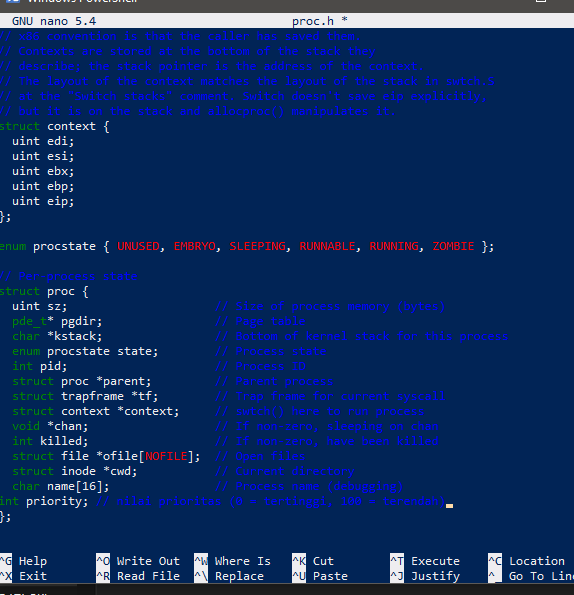 Windows PowerShell
GNU nano 5.4 proc.h *
// x86 convention is that the caller has saved them.
// Contexts are stored at the bottom of the stack they
// describe; the stack pointer is the address of the context.
// The layout of the context matches the layout of the stack in swtch.S
// at the "Switch stacks" comment. Switch doesn't save eip explicitly,
// but it is on the stack and allocproc() manipulates it.
struct context {
uint edi;
uint esi;
uint ebx;
uint ebp;
uint eip;
};
enum procstate { UNUSED, EMBRYO, SLEEPING, RUNNABLE, RUNNING, ZOMBIE };
// Per-process state
struct proc {
uint sz; // Size of process memory (bytes)
pde_t* pgdir; // Page table
char *kstack; // Bottom of kernel stack for this process
enum procstate state; // Process state
int pid; // Process ID
struct proc *parent; // Parent process
struct trapframe *tf; // Trap frame for current syscall
struct context *context; // swtch() here to run process
void *chan; // If non-zero, sleeping on chan
int killed; // If non-zero, have been killed
struct file *ofile[NOFILE]; // Open files
struct inode *cwd; // Current directory
char name[16]; // Process name (debugging)
int priority; // nilai prioritas (0 = tertinggi, 100 = terendah)
};
^G Help ^O Write Out ^W Where Is ^K Cut ^T Execute ^C Location
^X Exit ^R Read File ^\ Replace ^U Paste ^J Justify ^_ Go To Line